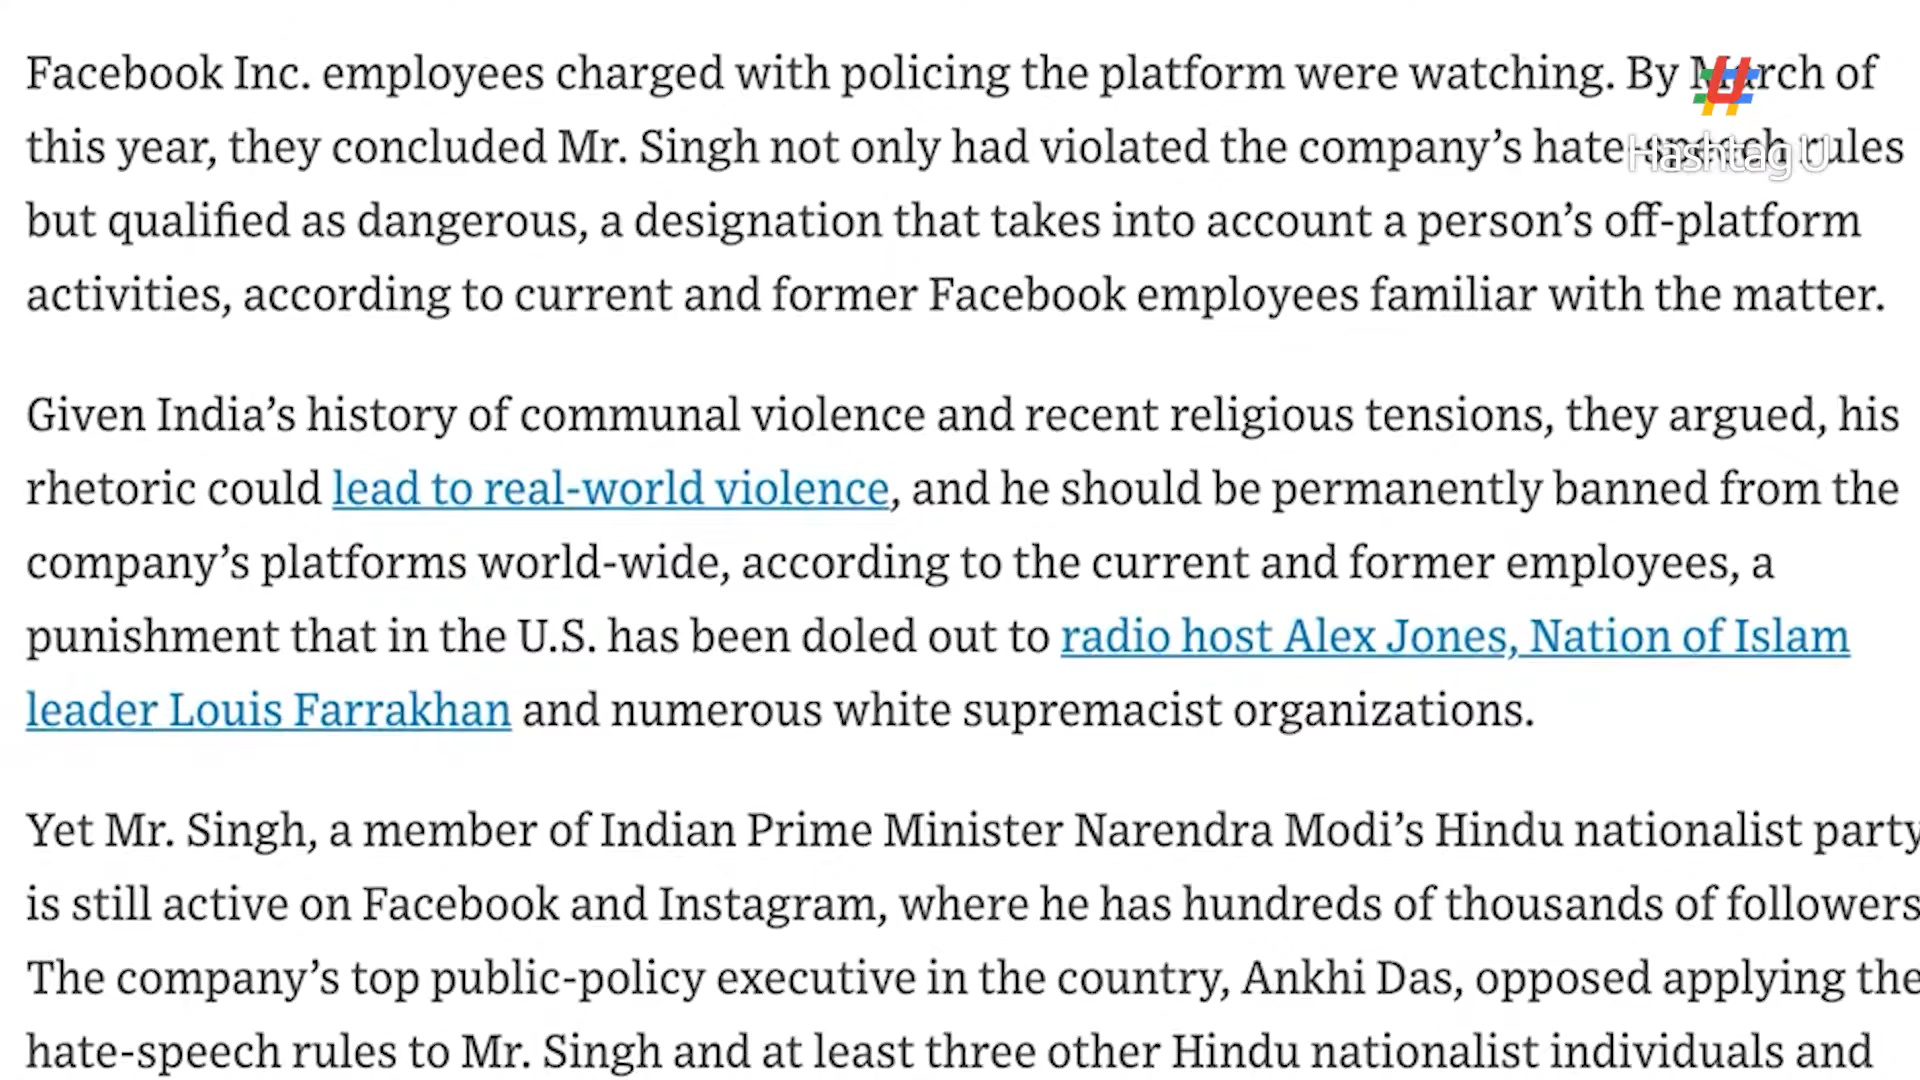 Facebook Inc. employees charged with policing the platform were watching. By March of
this year, they concluded Mr. Singh not only had violated the company’s hate-speech rules
but qualified as dangerous, a designation that takes into account a person’s off-platform
activities, according to current and former Facebook employees familiar with the matter.
Given India’s history of communal violence and recent religious tensions, they argued, his
rhetoric could lead to real-world violence, and he should be permanently banned from the
company’s platforms world-wide, according to the current and former employees, a
punishment that in the U.S. has been doled out to radio host Alex Jones, Nation of Islam
leader Louis Farrakhan and numerous white supremacist organizations.
Yet Mr. Singh, a member of Indian Prime Minister Narendra Modi’s Hindu nationalist party
is still active on Facebook and Instagram, where he has hundreds of thousands of followers
The company’s top public-policy executive in the country, Ankhi Das, opposed applying the
hate-speech rules to Mr. Singh and at least three other Hindu nationalist individuals and
Hashtag U